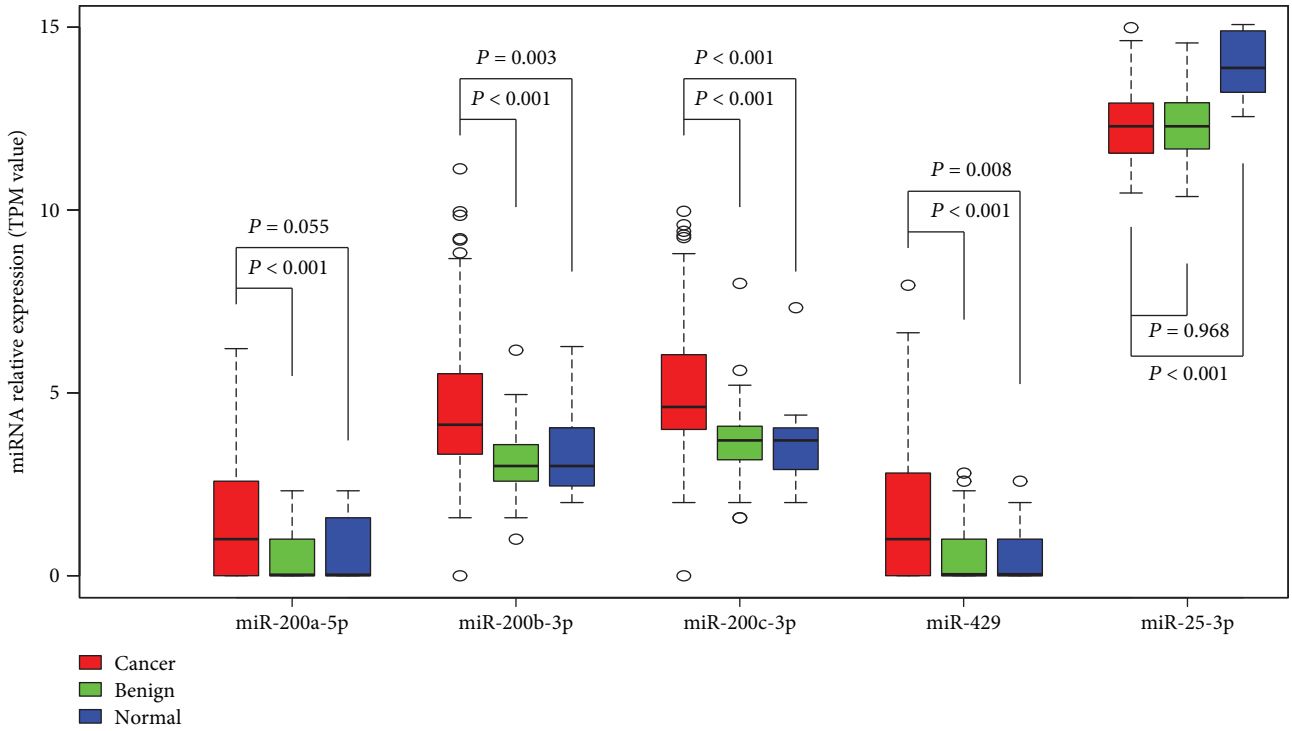 miRNA relative expression (TPM value)
15
10
5
0
P = 0.055
P < 0.001
P = 0.003
P < 0.001
P < 0.001
P < 0.001
P = 0.008
P < 0.001
P = 0.968
P < 0.001
miR-200a-5p
miR-200b-3p
miR-200c-3p
miR-429
miR-25-3p
Cancer
Benign
Normal